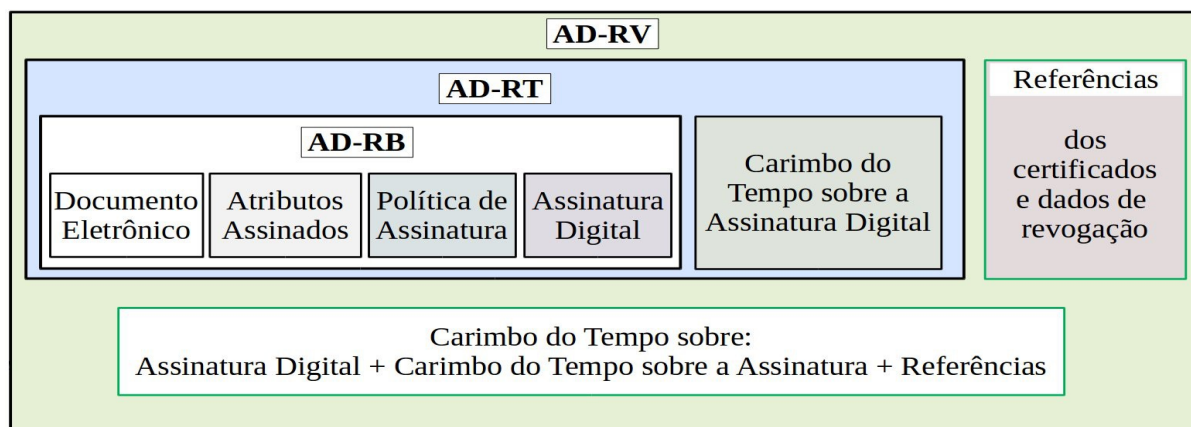 AD-RV
AD-RT
AD-RB
Documento
Eletrônico
Atributos
Assinados
Política de
Assinatura
Assinatura
Digital
Carimbo do
Tempo sobre a
Assinatura Digital
Referências
dos
certificados
e dados de
revogação
Carimbo do Tempo sobre:
Assinatura Digital + Carimbo do Tempo sobre a Assinatura + Referências